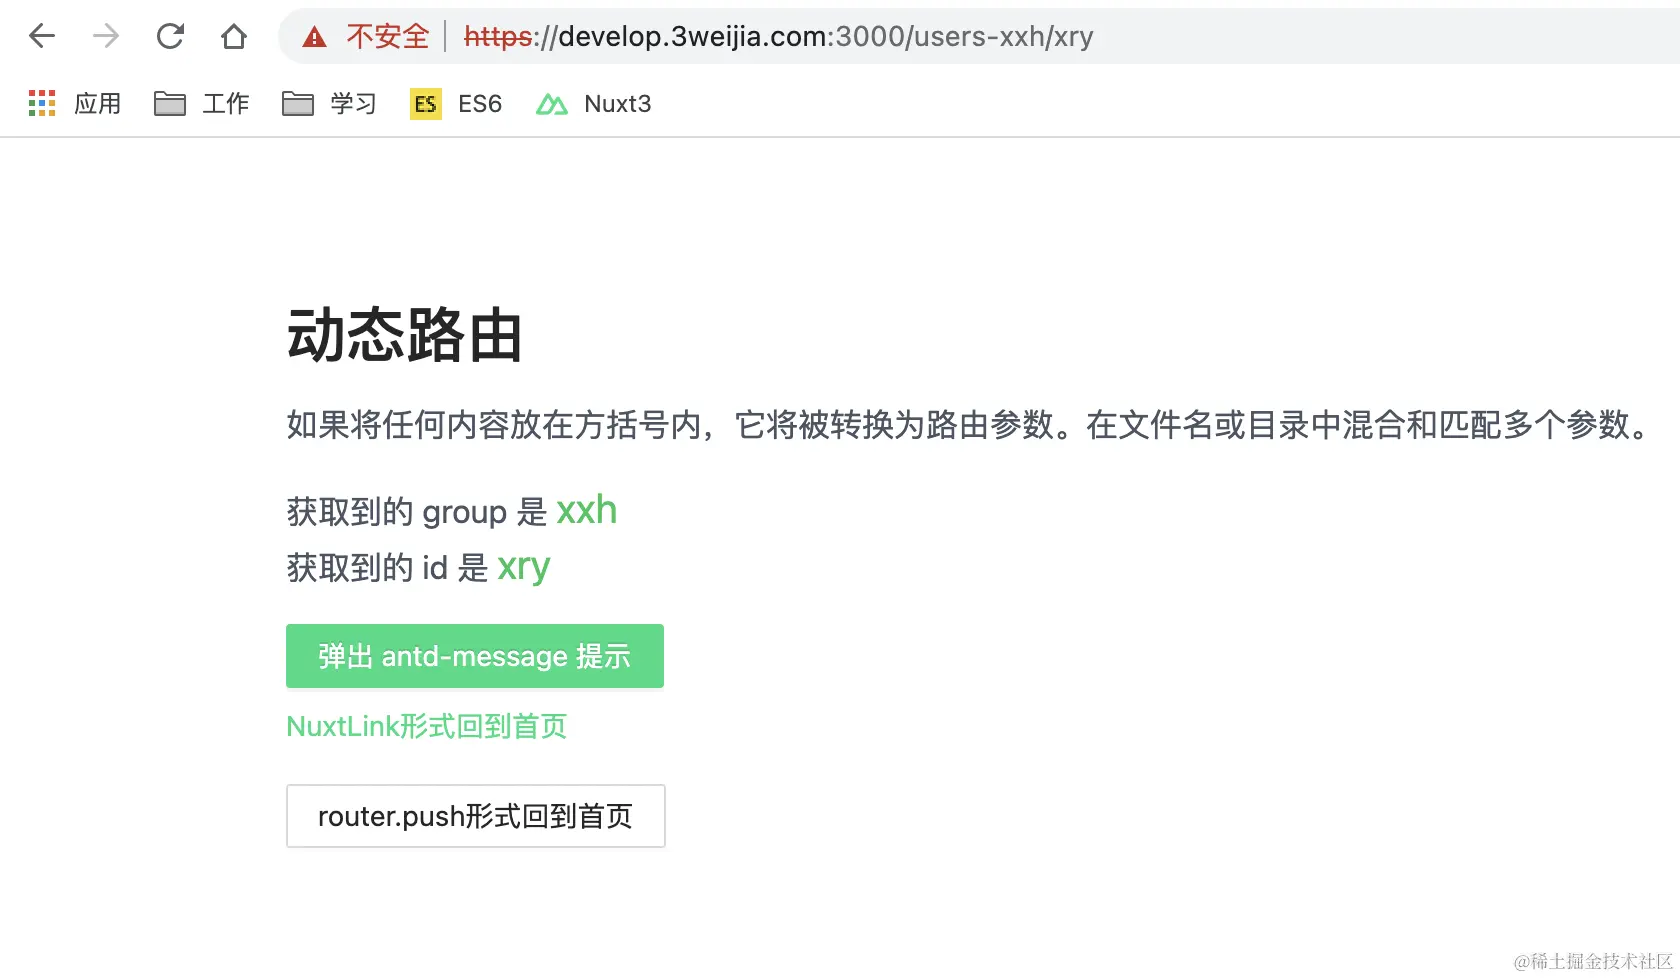 不安全 https://develop.3weijia.com:3000/users-xxh/xry
应用 工作 学习 ES ES6 Nuxt3
动态路由
如果将任何内容放在方括号内，它将被转换为路由参数。在文件名或目录中混合和匹配多个参数。
获取到的 group 是 xxh
获取到的 id 是 xry
弹出 antd-message 提示
NuxtLink形式回到首页
router.push形式回到首页
@稀土掘金技术社区